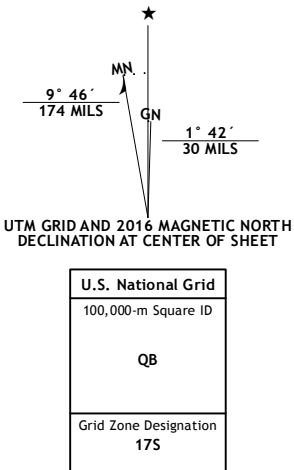 ★
MN
GN
9° 46´
174 MILS
1° 42´
30 MILS
UTM GRID AND 2016 MAGNETIC NORTH
DECLINATION AT CENTER OF SHEET
U.S. National Grid
100,000-m Square ID
QB
Grid Zone Designation
17S